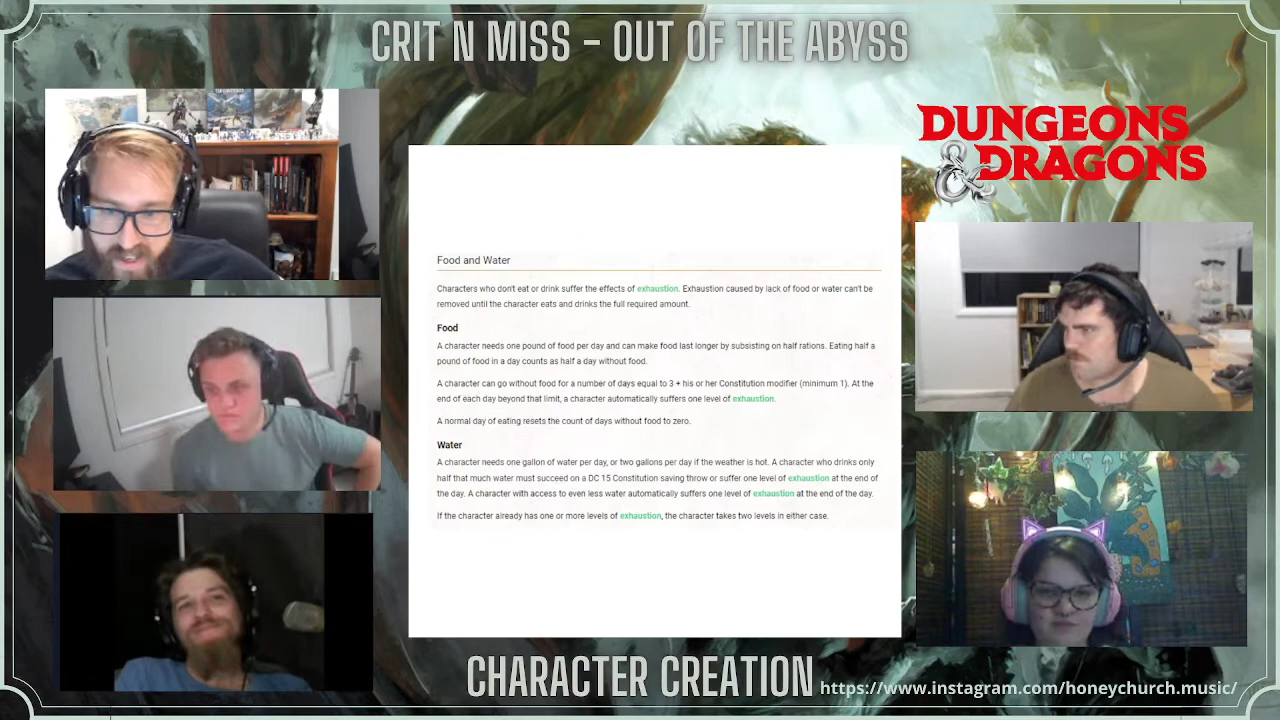 CRIT N MISS - OUT OF THE ABYSS
DUNGEONS
& DRAGONS
Food and Water
Characters who don't eat or drink suffer the effects of exhaustion. Exhaustion caused by lack of food or water can't be
removed until the character eats and drinks the full required amount.
Food
A character needs one pound of food per day and can make food last longer by subsisting on half rations. Eating half a
pound of food in a day counts as half a day without food.
A character can go without food for a number of days equal to 3 + his or her Constitution modifier (minimum 1). At the
end of each day beyond that limit, a character automatically suffers one level of exhaustion.
A normal day of eating resets the count of days without food to zero.
Water
A character needs one gallon of water per day, or two gallons per day if the weather is hot. A character who drinks only
half that much water must succeed on a DC 15 Constitution saving throw or suffer one level of exhaustion at the end of
the day. A character with access to even less water automatically suffers one level of exhaustion at the end of the day.
If the character already has one or more levels of exhaustion, the character takes two levels in either case.
CHARACTER CREATION
https://www.instagram.com/honeychurch.music/